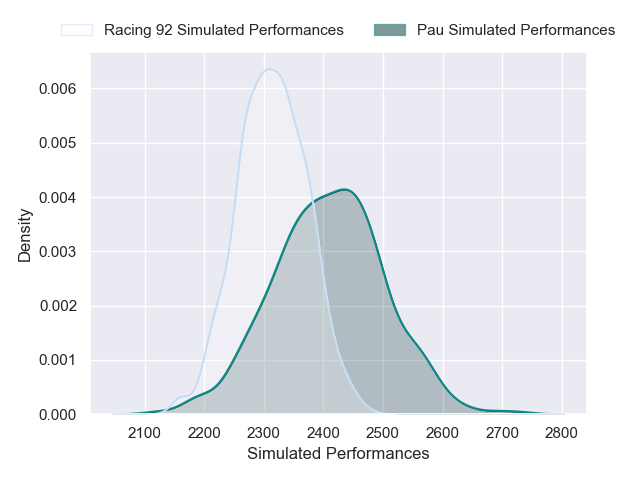 Racing 92 Simulated Performances Pau Simulated Performances
0.006
0.005
0.004
0.003
0.002
0.001
0.000
Density
2100 2200 2300 2400 2500 2600 2700 2800
Simulated Performances